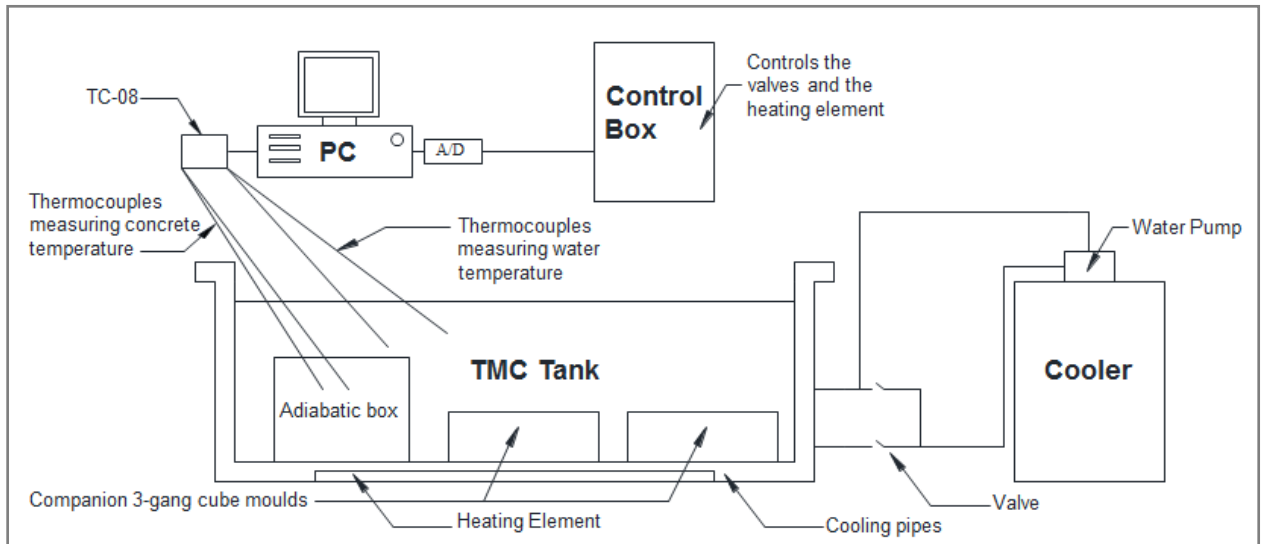 TC-08
PC
A/D
Control
Box
Controls the
valves and the
heating element
Thermocouples
measuring concrete
temperature
Thermocouples
measuring water
temperature
Water Pump
TMC Tank
Cooler
Adiabatic box
Companion 3-gang cube moulds
Heating Element
Cooling pipes
Valve